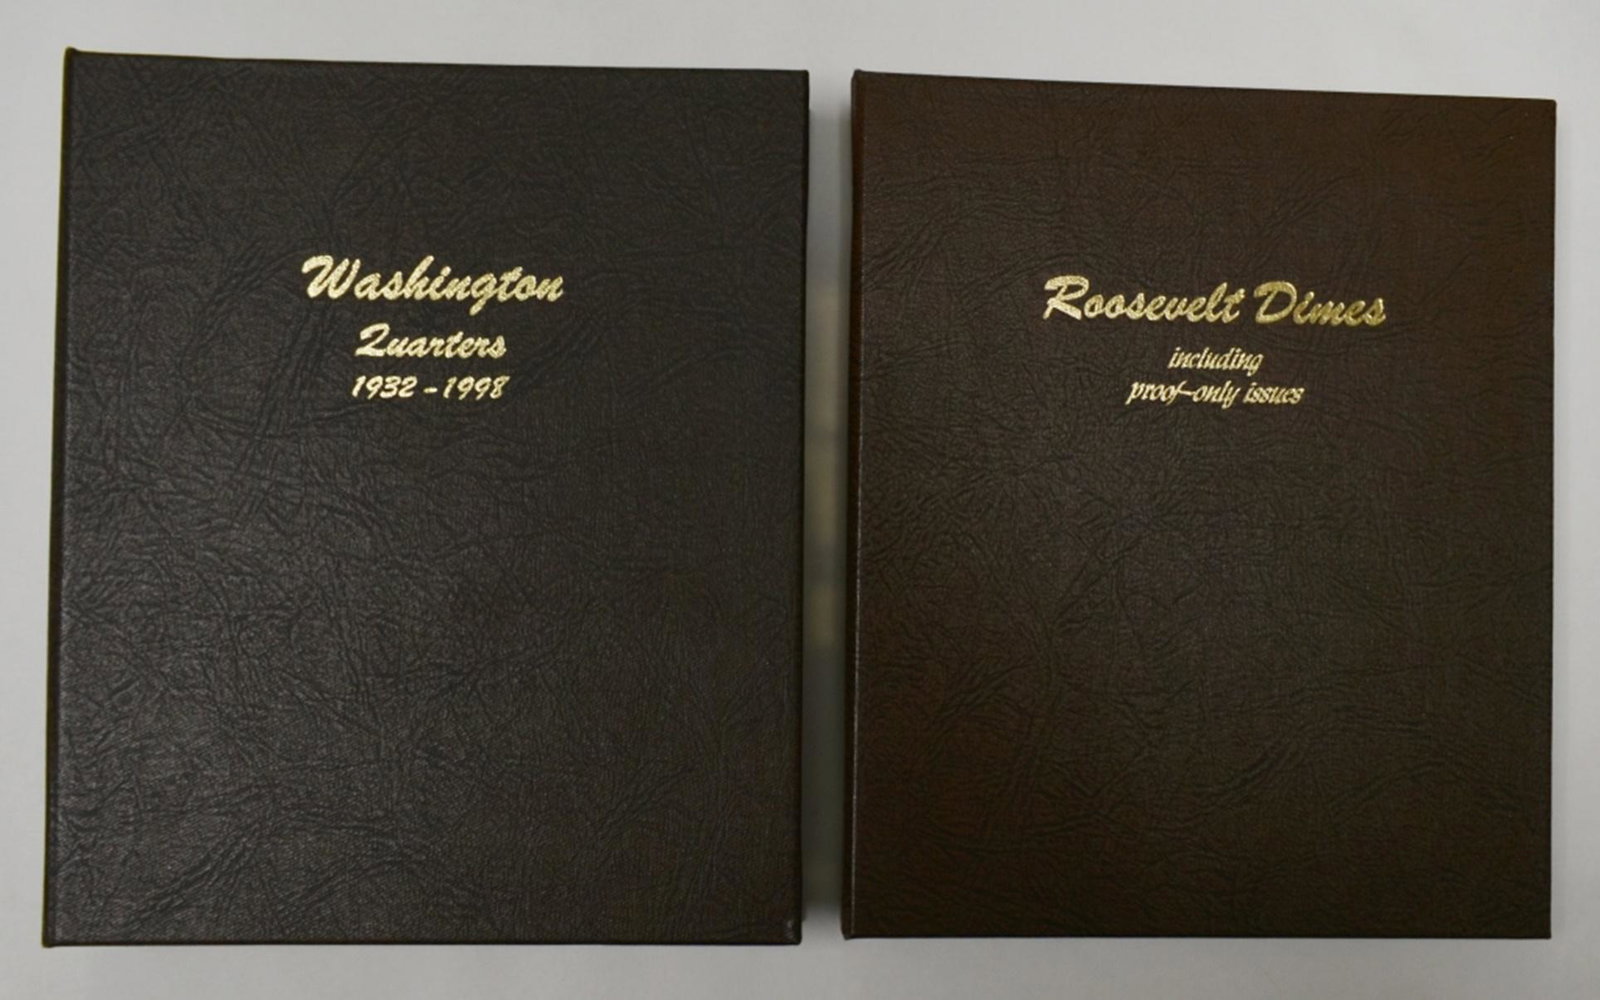 Washington
Quarters
1932-1998
Roosevelt Dimes
including
proof-only issues